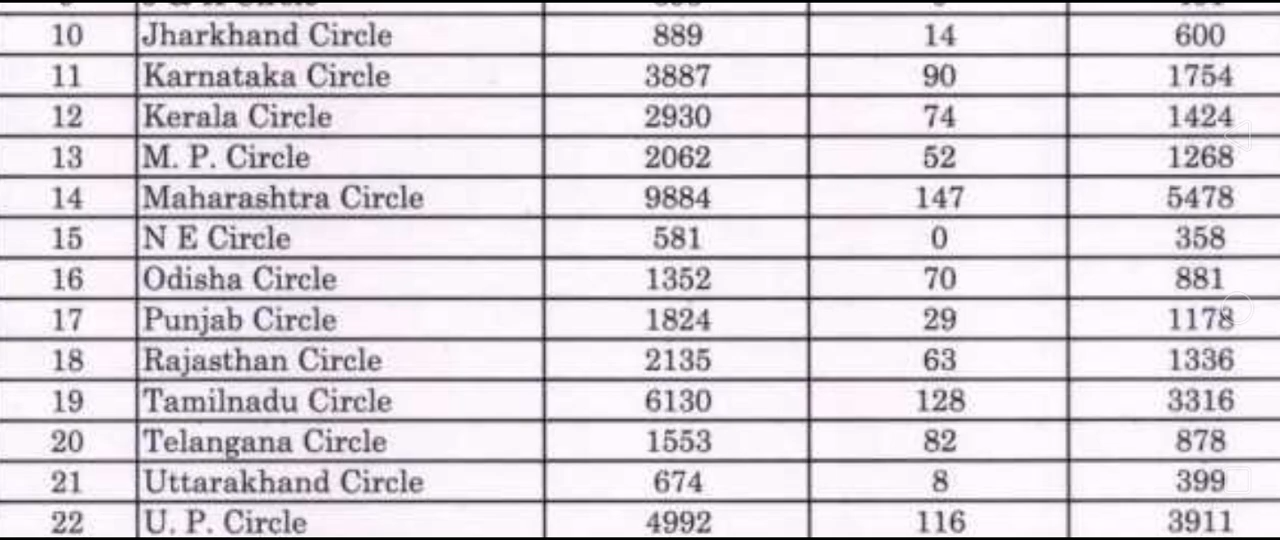 10 Jharkhand Circle 889 14 600
11 Karnataka Circle 3887 90 1754
12 Kerala Circle 2930 74 1424
13 M. P. Circle 2062 52 1268
14 Maharashtra Circle 9884 147 5478
15 N E Circle 581 0 358
16 Odisha Circle 1352 70 881
17 Punjab Circle 1824 29 1178
18 Rajasthan Circle 2135 63 1336
19 Tamilnadu Circle 6130 128 3316
20 Telangana Circle 1553 82 878
21 Uttarakhand Circle 674 8 399
22 U. P. Circle 4992 116 3911